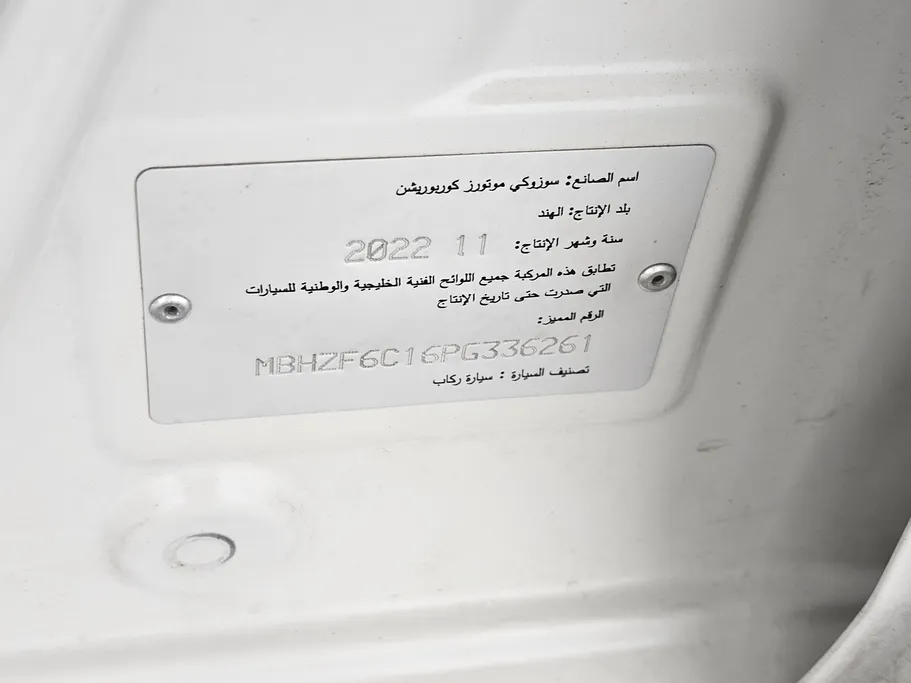 اسم الصانع: سوزوكي موتورز كوربوريشن
بلد الإنتاج: الهند
سنة وشهر الإنتاج: 11 2022
تطابق هذه المركبة جميع اللوائح الفنية الخليجية والوطنية للسيارات
التي صدرت حتى تاريخ الإنتاج
الرقم المميز:
MBHZF6C16PG336261
تصنيف السيارة : سيارة ركاب